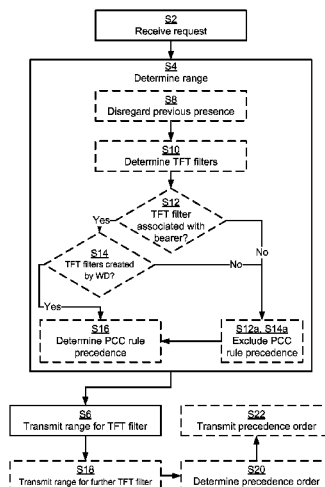 S2
Receive request
S4
Determine range
S8
Disregard previous presence
S10
Determine TFT filters
S12
TFT filter
associated with
bearer?
Yes
No
S14
TFT filters created
by WD?
No
Yes
S16
Determine PCC rule
precedence
S12a, S14a
Exclude PCC
rule precedence
S6
Transmit range for TFT filter
S22
Transmit precedence order
S18
Transmit range for further TFT filter
S20
Determine precedence order